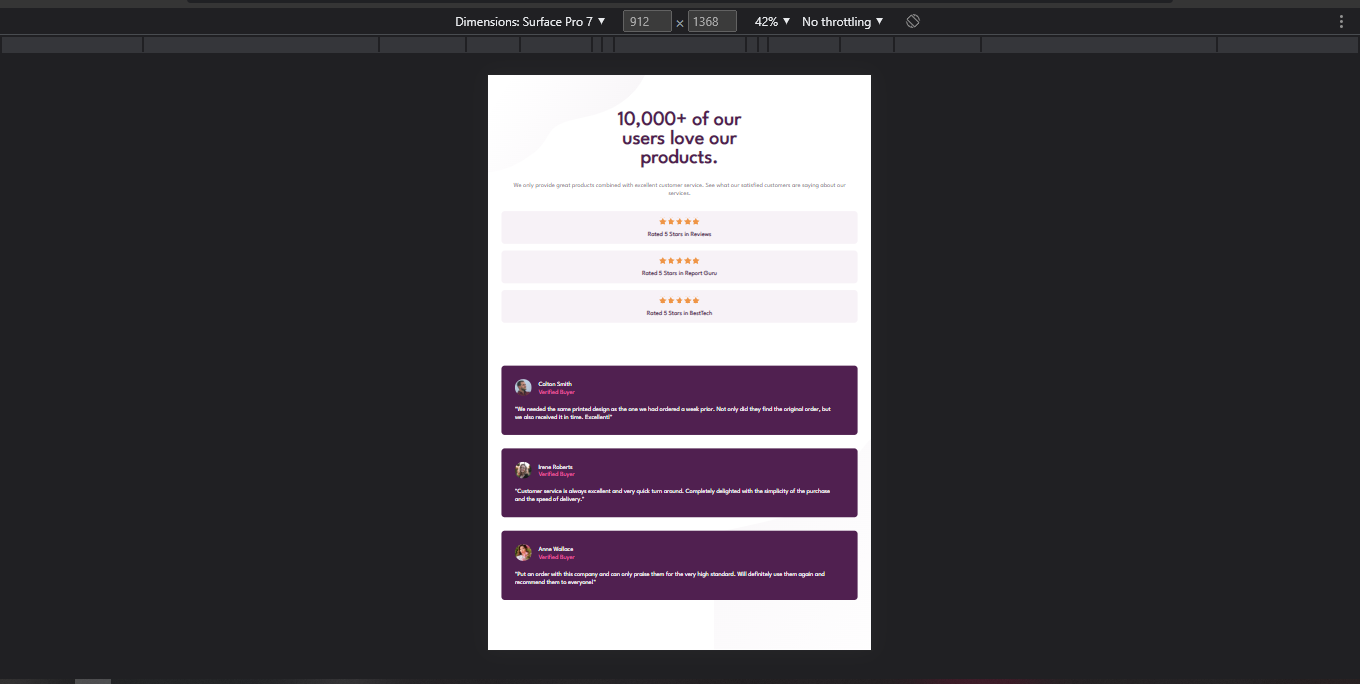 Dimensions: Surface Pro 7 ▼ 912 × 1368 42% ▼ No throttling ▼
10,000+ of our
users love our
products.
We only provide great products combined with excellent customer service. See what our satisfied customers are saying about our
services.
Rated 5 Stars in Reviews
Rated 5 Stars in Report Guru
Rated 5 Stars in BestTech
Colton Smith
Verified Buyer
"We needed the same printed design as the one we had ordered a week prior. Not only did they find the original order, but
we also received it in time. Excellent!"
Irene Roberts
Verified Buyer
"Customer service is always excellent and very quick turn around. Completely delighted with the simplicity of the purchase
and the speed of delivery."
Anne Wallace
Verified Buyer
"Put an order with this company and can only praise them for the very high standard. Will definitely use them again and
recommend them to everyone!"